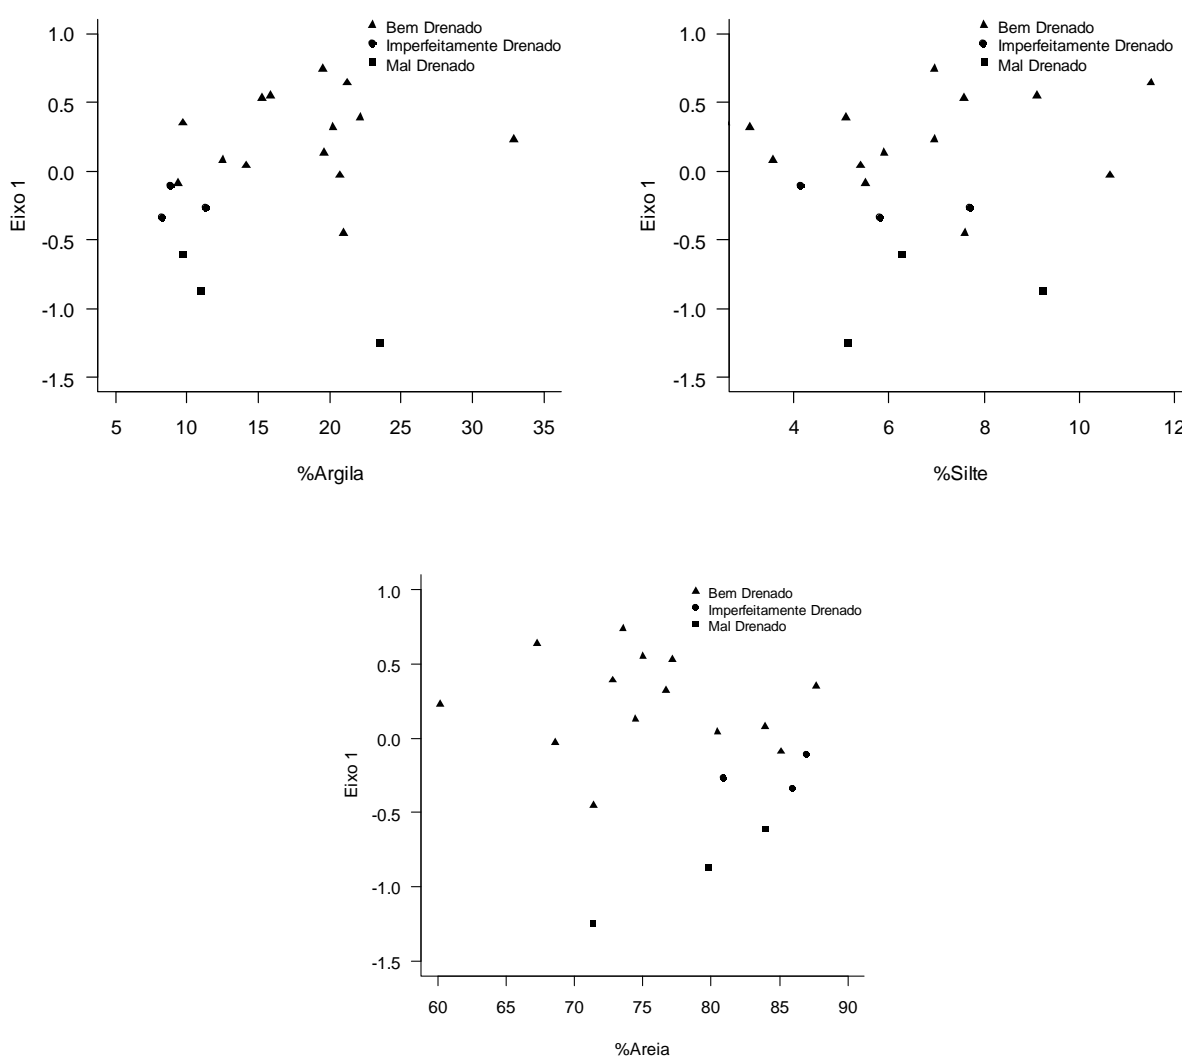 Bem Drenado
Imperfeitamente Drenado
Mal Drenado
1.0
0.5
0.0
-0.5
-1.0
-1.5
Eixo 1
5 10 15 20 25 30 35
%Argila
Bem Drenado
Imperfeitamente Drenado
Mal Drenado
1.0
0.5
0.0
-0.5
-1.0
-1.5
Eixo 1
4 6 8 10 12
%Silte
Bem Drenado
Imperfeitamente Drenado
Mal Drenado
1.0
0.5
0.0
-0.5
-1.0
-1.5
Eixo 1
60 65 70 75 80 85 90
%Areia